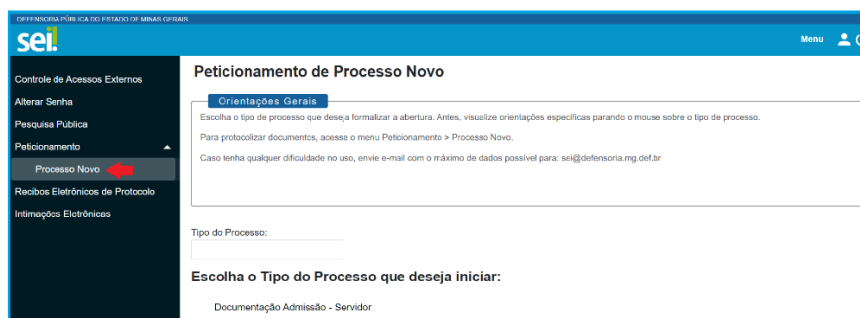 DEFENSORIA PÚBLICA DO ESTADO DE MINAS GERAIS
sei!
Menu
Controle de Acessos Externos
Alterar Senha
Pesquisa Pública
Peticionamento
Processo Novo
Recibos Eletrônicos de Protocolo
Intimações Eletrônicas
Peticionamento de Processo Novo
Orientações Gerais
Escolha o tipo de processo que deseja formalizar a abertura. Antes, visualize orientações específicas parando o mouse sobre o tipo de processo.
Para protocolizar documentos, acesse o menu Peticionamento > Processo Novo.
Caso tenha qualquer dificuldade no uso, envie e-mail com o máximo de dados possível para: sei@defensoria.mg.def.br
Tipo do Processo:
Escolha o Tipo do Processo que deseja iniciar:
Documentação Admissão - Servidor